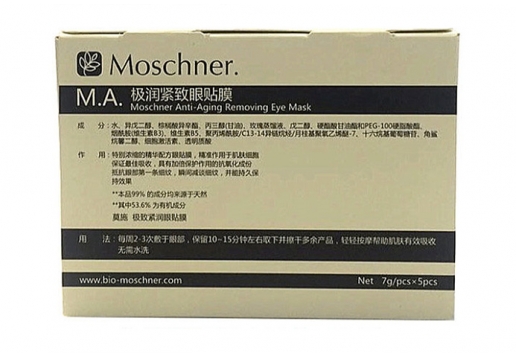 Moschner.
M.A. 极润紧致眼贴膜
Moschner Anti-Aging Removing Eye Mask
成 分：水、异戊二醇、棕榈酸异辛酯、丙三醇(甘油)、玫瑰蒸馏液、戊二醇、硬酯酸甘油酯和PEG-100硬脂酸酯、
烟酰胺(维生素B3)、维生素B5、聚丙烯酰胺/C13-14异链烷烃/月桂基聚氧乙烯醚-7、十六烷基葡萄糖苷、角鲨
烷馨二醇、细胞激活素、透明质酸
作 用：特别浓缩的精华配方眼贴膜，精准作用于肌肤细胞
保证最佳吸收，具有加倍保护作用的抗氧化成份
抵抗眼部第一条细纹，瞬间减淡细纹，并能持久保
持效果
**本品99% 的成分均来源于天然
**其中53.6% 为有机成分
莫施 极致紧润眼贴膜
用 法：每周2-3次敷于眼部，保留10~15分钟左右取下并擦干多余产品，轻轻按摩帮助肌肤有效吸收
无需水洗
www.bio-moschner.com
Net 7g/pcs×5pcs